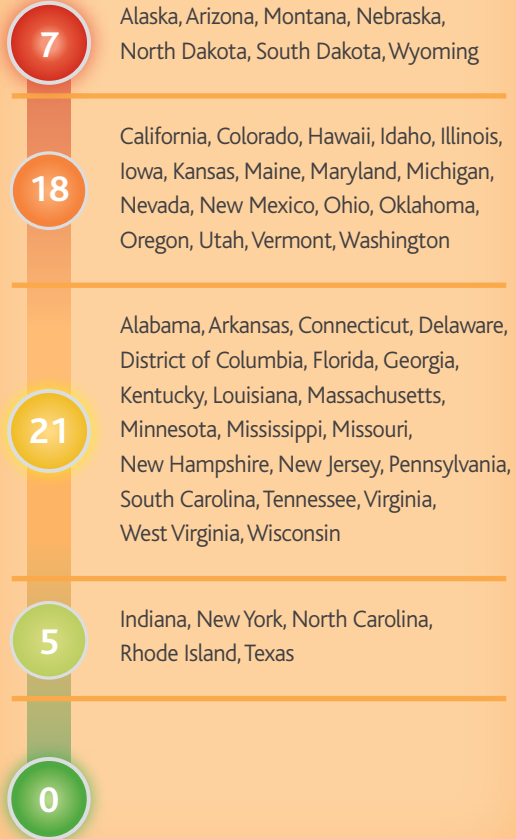 7
Alaska, Arizona, Montana, Nebraska,
North Dakota, South Dakota, Wyoming
18
California, Colorado, Hawaii, Idaho, Illinois,
Iowa, Kansas, Maine, Maryland, Michigan,
Nevada, New Mexico, Ohio, Oklahoma,
Oregon, Utah, Vermont, Washington
21
Alabama, Arkansas, Connecticut, Delaware,
District of Columbia, Florida, Georgia,
Kentucky, Louisiana, Massachusetts,
Minnesota, Mississippi, Missouri,
New Hampshire, New Jersey, Pennsylvania,
South Carolina, Tennessee, Virginia,
West Virginia, Wisconsin
5
Indiana, New York, North Carolina,
Rhode Island, Texas
0